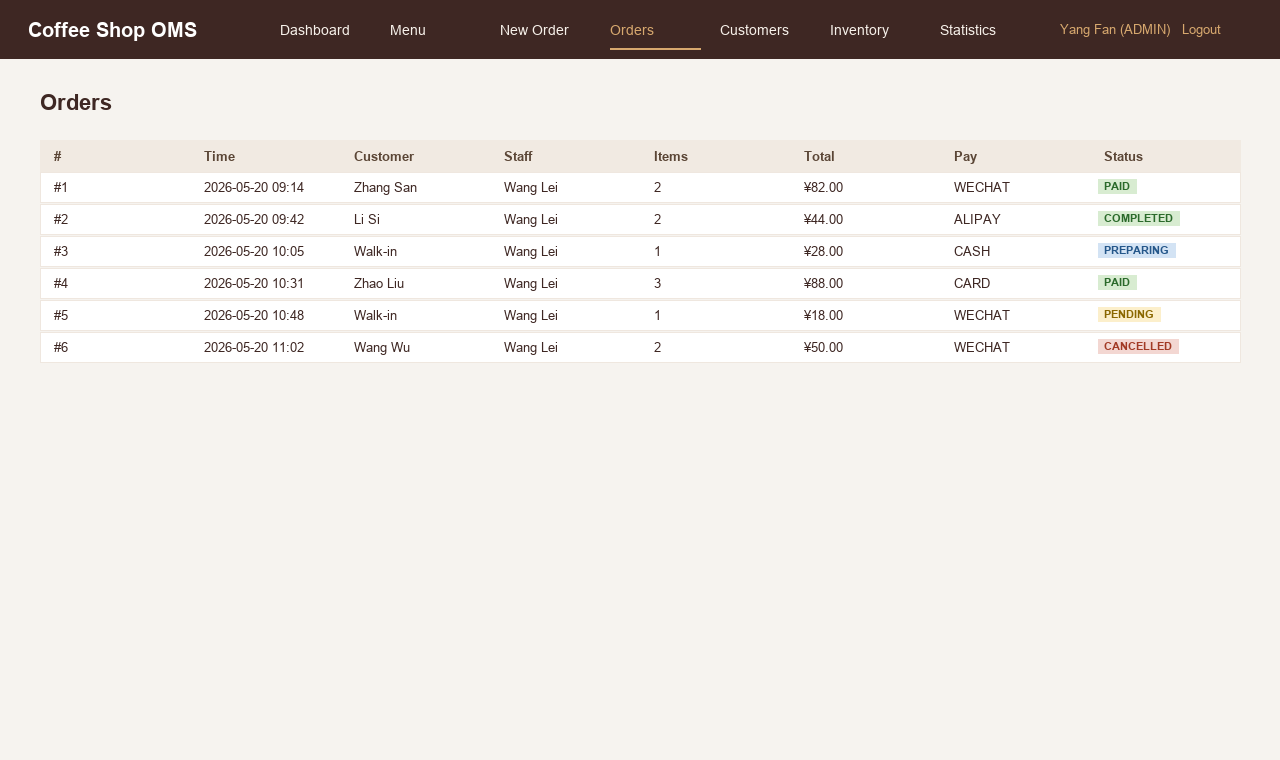 Coffee Shop OMS Dashboard Menu New Order Orders Customers Inventory Statistics Yang Fan (ADMIN) Logout
Orders
# Time Customer Staff Items Total Pay Status
#1 2026-05-20 09:14 Zhang San Wang Lei 2 ¥82.00 WECHAT PAID
#2 2026-05-20 09:42 Li Si Wang Lei 2 ¥44.00 ALIPAY COMPLETED
#3 2026-05-20 10:05 Walk-in Wang Lei 1 ¥28.00 CASH PREPARING
#4 2026-05-20 10:31 Zhao Liu Wang Lei 3 ¥88.00 CARD PAID
#5 2026-05-20 10:48 Walk-in Wang Lei 1 ¥18.00 WECHAT PENDING
#6 2026-05-20 11:02 Wang Wu Wang Lei 2 ¥50.00 WECHAT CANCELLED